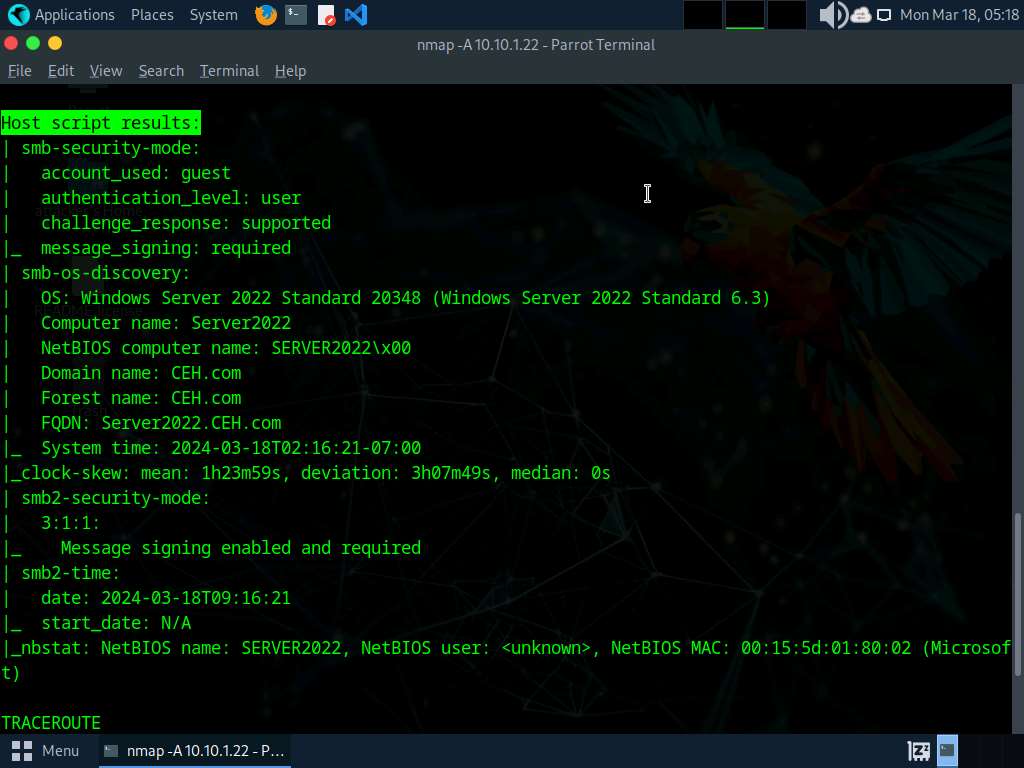 Applications Places System Mon Mar 18, 05:18
nmap -A 10.10.1.22 - Parrot Terminal
File Edit View Search Terminal Help
Host script results:
| smb-security-mode:
|   account_used: guest
|   authentication_level: user
|   challenge_response: supported
|_  message_signing: required
| smb-os-discovery:
|   OS: Windows Server 2022 Standard 20348 (Windows Server 2022 Standard 6.3)
|   Computer name: Server2022
|   NetBIOS computer name: SERVER2022\x00
|   Domain name: CEH.com
|   Forest name: CEH.com
|   FQDN: Server2022.CEH.com
|_  System time: 2024-03-18T02:16:21-07:00
|_clock-skew: mean: 1h23m59s, deviation: 3h07m49s, median: 0s
| smb2-security-mode:
|   3:1:1:
|_    Message signing enabled and required
| smb2-time:
|   date: 2024-03-18T09:16:21
|_  start_date: N/A
|_nbstat: NetBIOS name: SERVER2022, NetBIOS user: <unknown>, NetBIOS MAC: 00:15:5d:01:80:02 (Microsof
t)
TRACEROUTE
Menu nmap -A 10.10.1.22 - P...